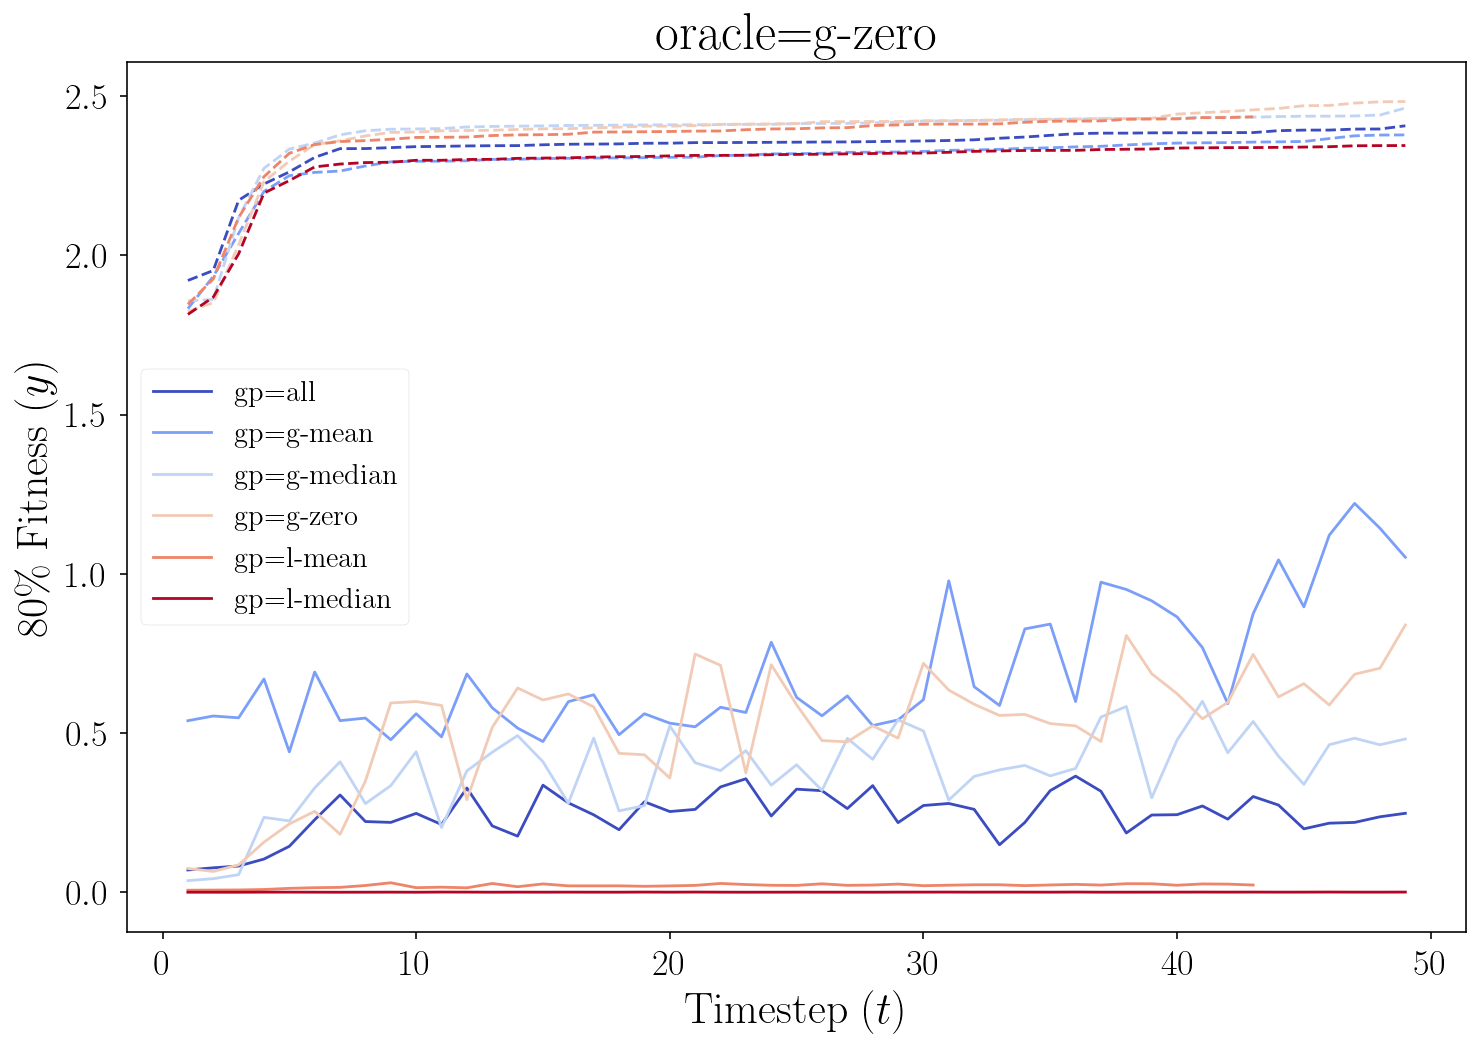 oracle=g-zero
80% Fitness (y)
2.5
2.0
1.5
1.0
0.5
0.0
gp=all
gp=g-mean
gp=g-median
gp=g-zero
gp=l-mean
gp=l-median
0 10 20 30 40 50
Timestep (t)